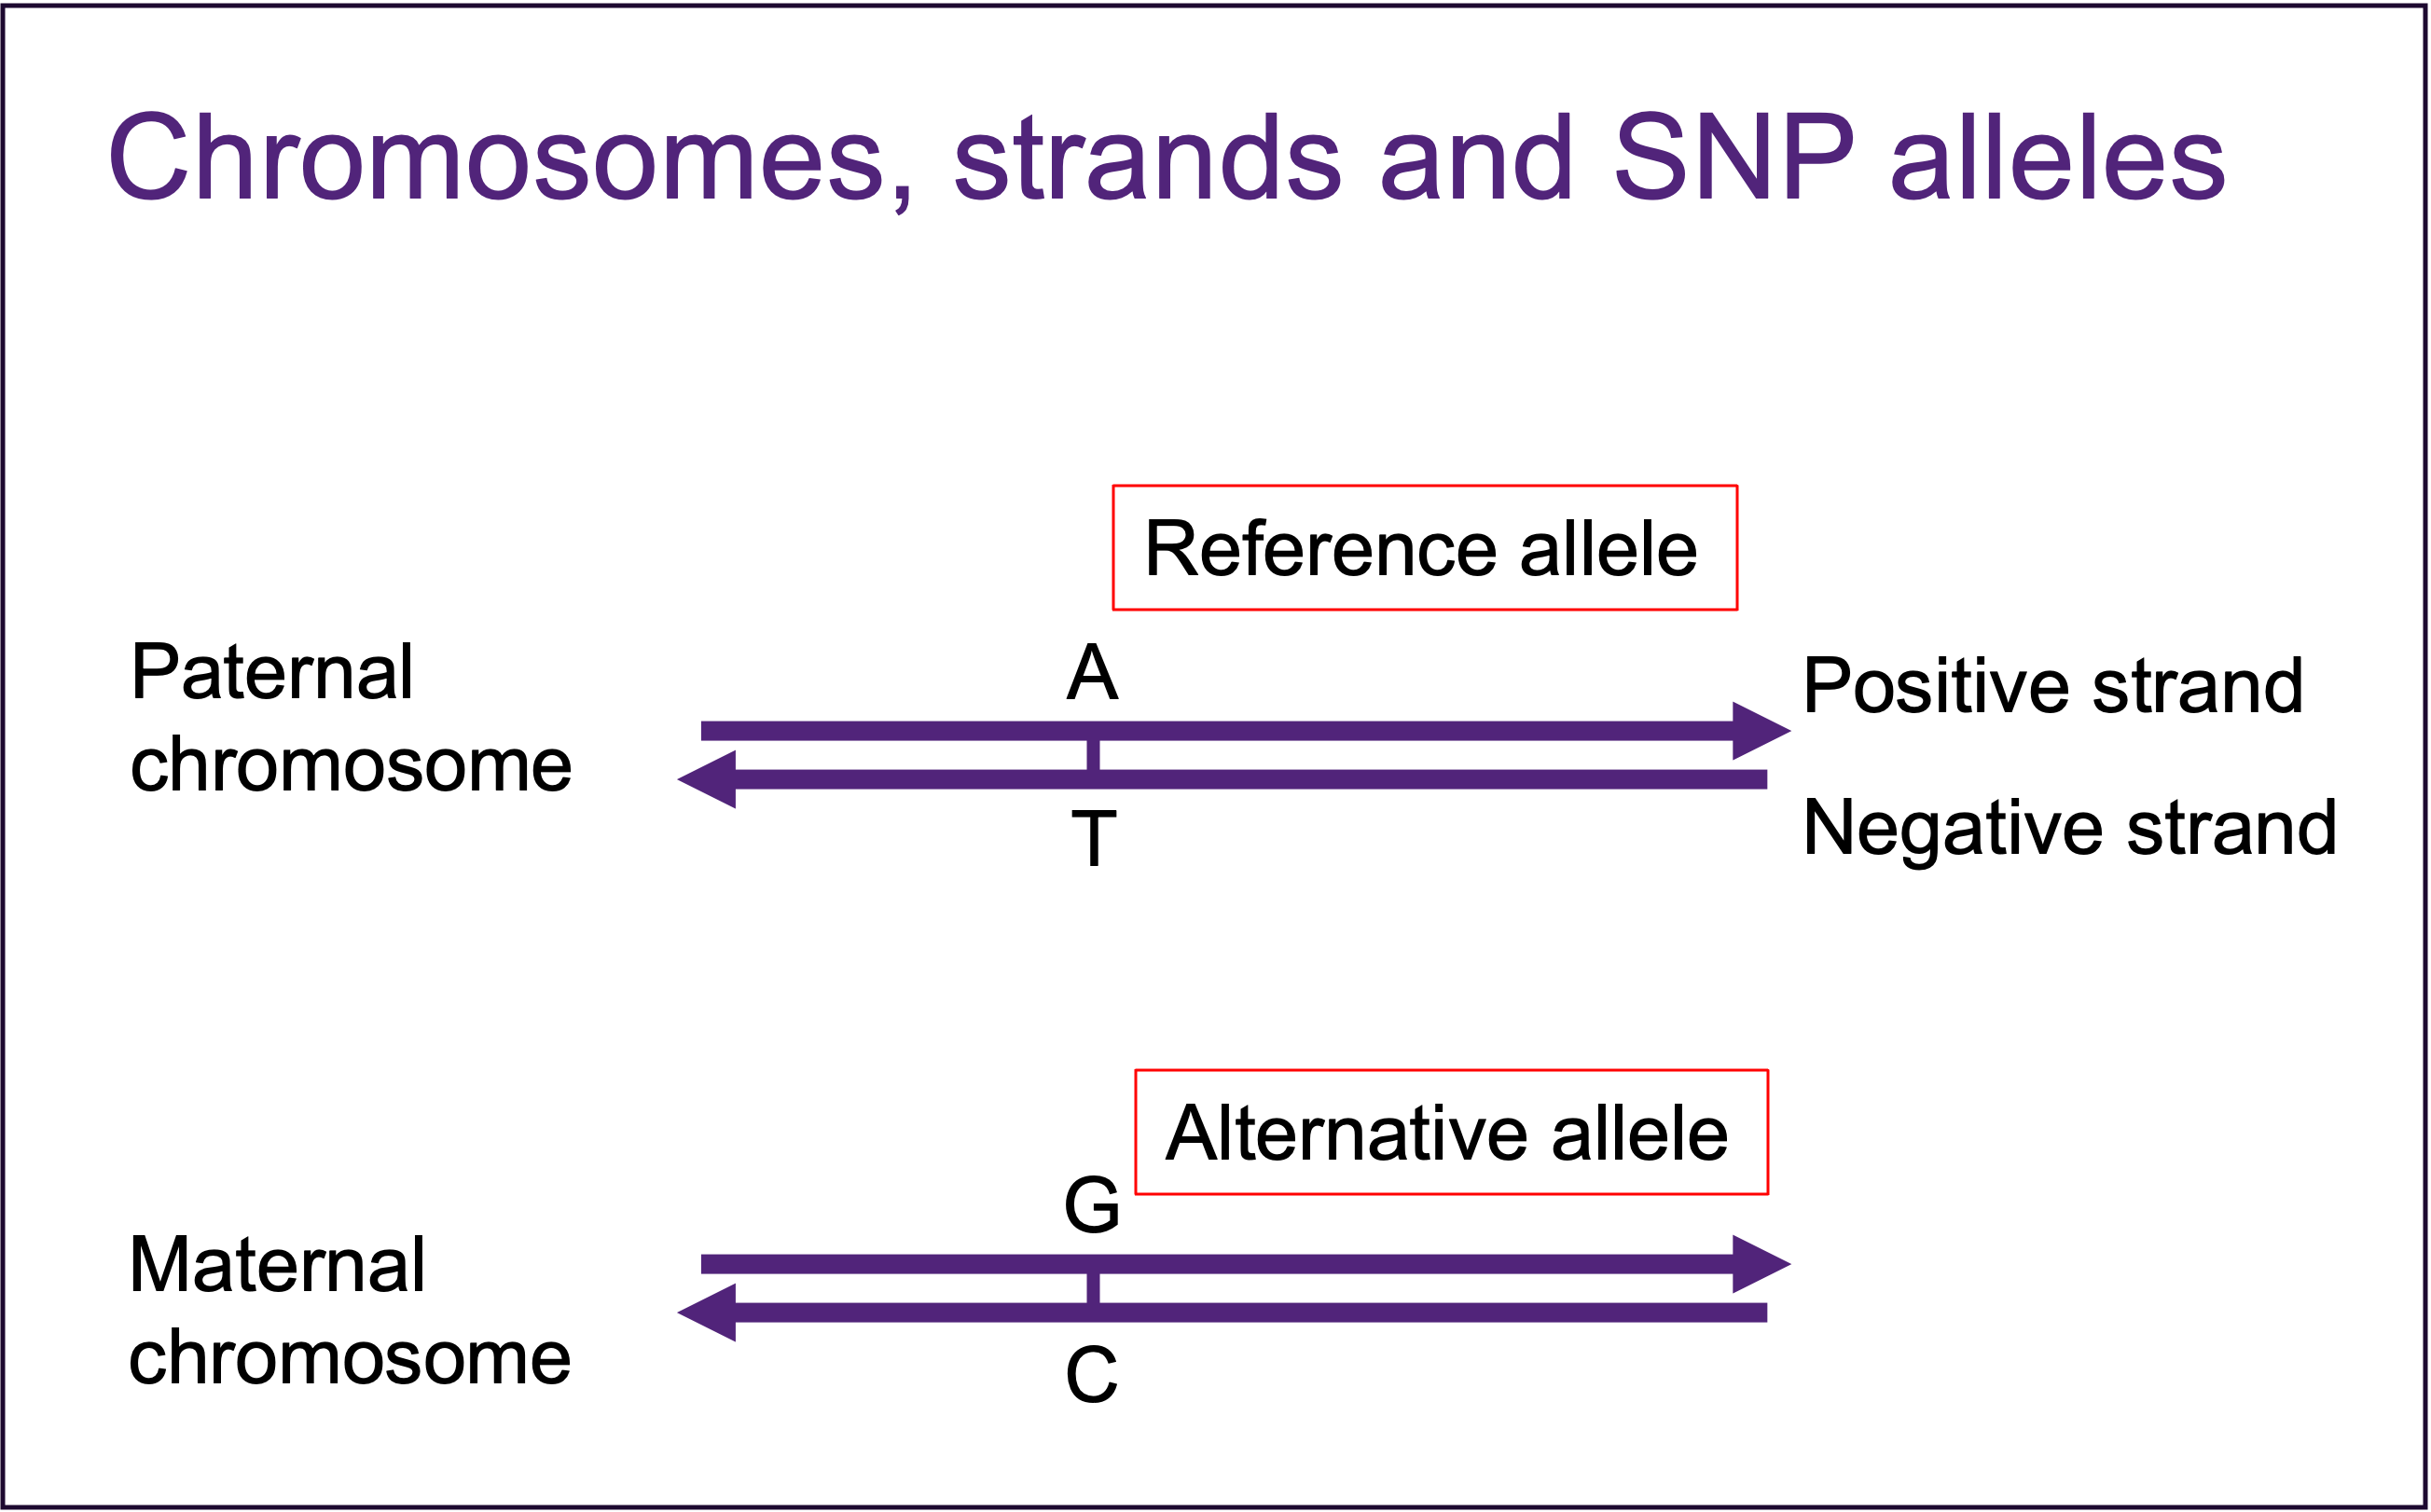 Chromosomes, strands and SNP alleles
Reference allele
Paternal
chromosome
A
T
Positive strand
Negative strand
Alternative allele
Maternal
chromosome
G
C